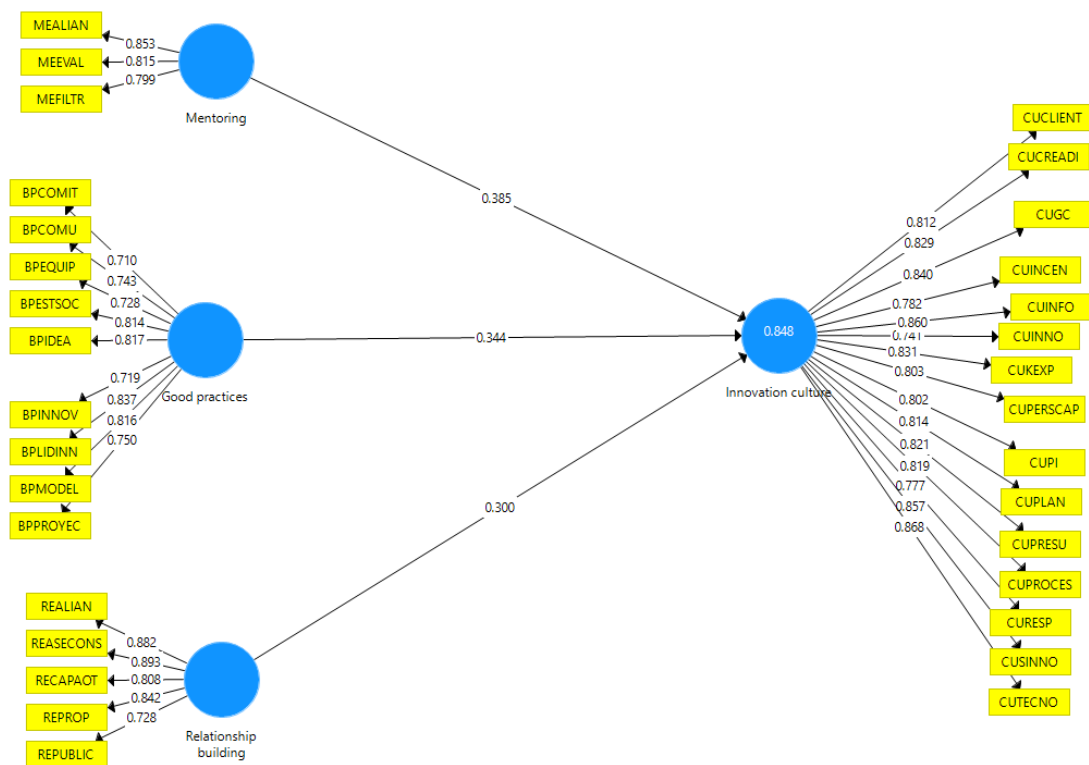 MEALIAN
MEEVAL
MEFILTR
0.853
0.815
0.799
Mentoring
0.385
BPCOMIT
BPCOMU
BPEQUIP
BPESTSOC
BPIDEA
BPINNOV
BPLIDINN
BPMODEL
BPPROYEC
0.710
0.743
0.728
0.814
0.817
0.719
0.837
0.816
0.750
Good practices
0.344
REALIAN
REASECONS
RECAPAOT
REPROP
REPUBLIC
0.882
0.893
0.808
0.842
0.728
Relationship
building
0.300
0.848
Innovation culture
0.812
0.829
0.840
0.782
0.860
0.741
0.831
0.803
0.802
0.814
0.821
0.819
0.777
0.857
0.868
CUCLIENT
CUCREADI
CUGC
CUINCEN
CUINFO
CUINNO
CUKEXP
CUPERSCAP
CUPI
CUPLAN
CUPRESU
CUPROCES
CURESP
CUSINNO
CUTECNO